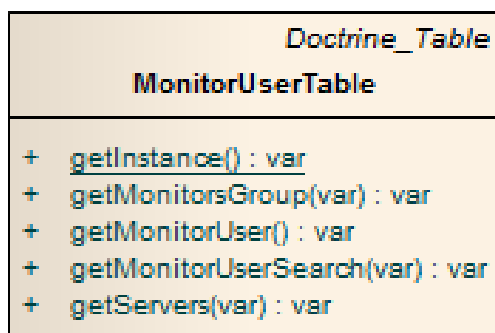 Doctrine_Table
MonitorUserTable
+ getInstance() : var
+ getMonitorsGroup(var) : var
+ getMonitorUser() : var
+ getMonitorUserSearch(var) : var
+ getServers(var) : var